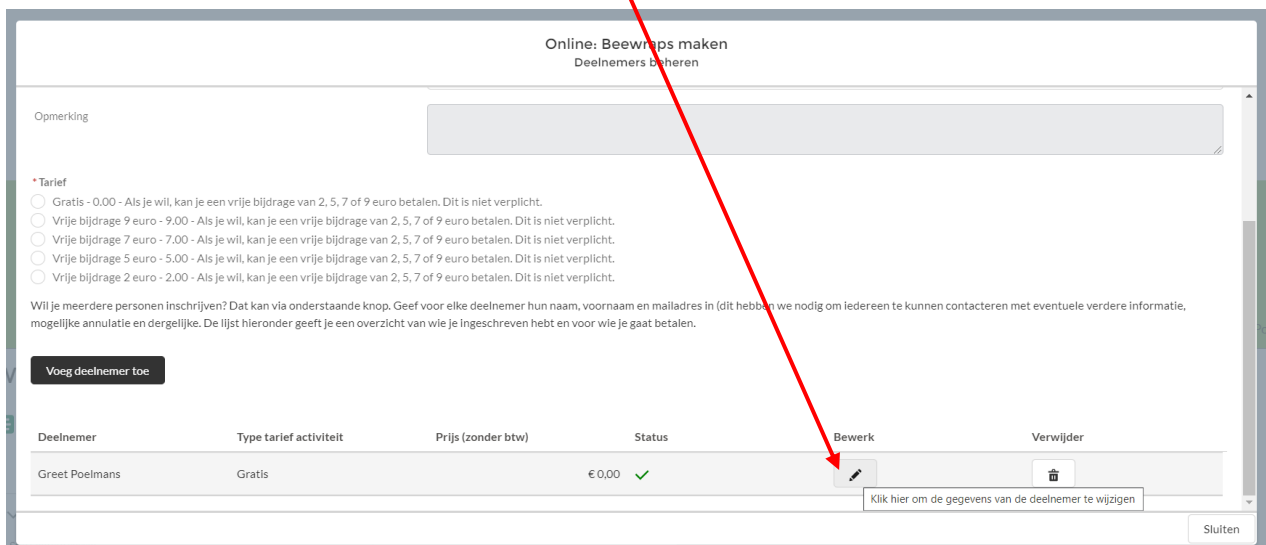 Online: Beewraps maken
Deelnemers beheren
Opmerking
* Tarief
Gratis - 0.00 - Als je wil, kan je een vrije bijdrage van 2, 5, 7 of 9 euro betalen. Dit is niet verplicht.
Vrije bijdrage 9 euro - 9.00 - Als je wil, kan je een vrije bijdrage van 2, 5, 7 of 9 euro betalen. Dit is niet verplicht.
Vrije bijdrage 7 euro - 7.00 - Als je wil, kan je een vrije bijdrage van 2, 5, 7 of 9 euro betalen. Dit is niet verplicht.
Vrije bijdrage 5 euro - 5.00 - Als je wil, kan je een vrije bijdrage van 2, 5, 7 of 9 euro betalen. Dit is niet verplicht.
Vrije bijdrage 2 euro - 2.00 - Als je wil, kan je een vrije bijdrage van 2, 5, 7 of 9 euro betalen. Dit is niet verplicht.
Wil je meerdere personen inschrijven? Dat kan via onderstaande knop. Geef voor elke deelnemer hun naam, voornaam en mailadres in (dit hebben we nodig om iedereen te kunnen contacteren met eventuele verdere informatie,
mogelijke annulatie en dergelijke. De lijst hieronder geeft je een overzicht van wie je ingeschreven hebt en voor wie je gaat betalen.
Voeg deelnemer toe
Deelnemer Type tarief activiteit Prijs (zonder btw) Status Bewerk Verwijder
Greet Poelmans Gratis € 0,00
Klik hier om de gegevens van de deelnemer te wijzigen
Sluiten